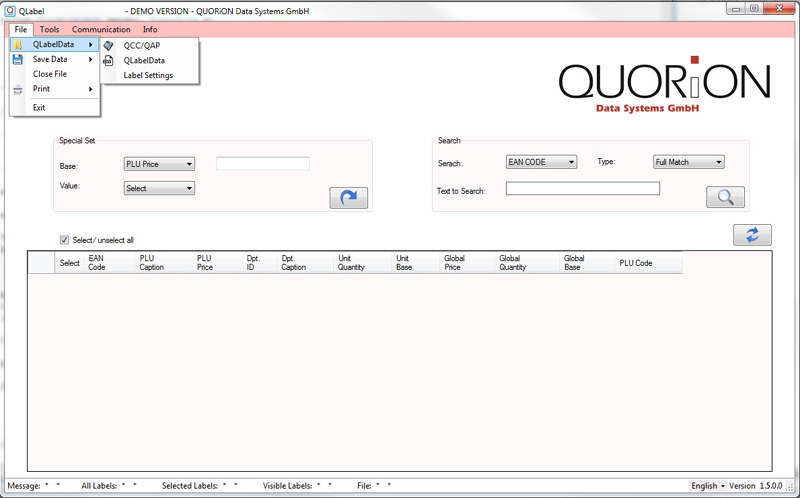 QLabel - DEMO VERSION - QUORiON Data Systems GmbH
File Tools Communication Info
QLabelData
Save Data
Close File
Print
Exit
QCC/QAP
QLabelData
Label Settings
QUORiON
Data Systems GmbH
Special Set
Base: PLU Price
Value: Select
Search
Serach: EAN CODE Type: Full Match
Text to Search:
Select/ unselect all
Select EAN Code PLU Caption PLU Price Dpt. ID Dpt. Caption Unit Quantity Unit Base Global Price Global Quantity Global Base PLU Code
Message: * * All Labels: * * Selected Labels: * * Visible Labels: * * File: * * English Version 1.5.0.0